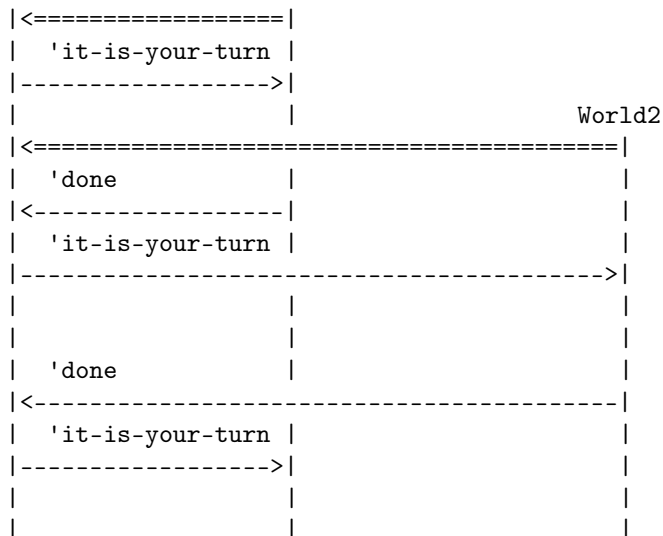 |<==================|
|  'it-is-your-turn |
|------------------>|
|                   |                    World2
|<==========================================|
|  'done            |                       |
|<------------------|                       |
|  'it-is-your-turn |                       |
|------------------------------------------>|
|                   |                       |
|                   |                       |
|  'done            |                       |
|<------------------------------------------|
|  'it-is-your-turn |                       |
|------------------>|                       |
|                   |                       |
|                   |                       |